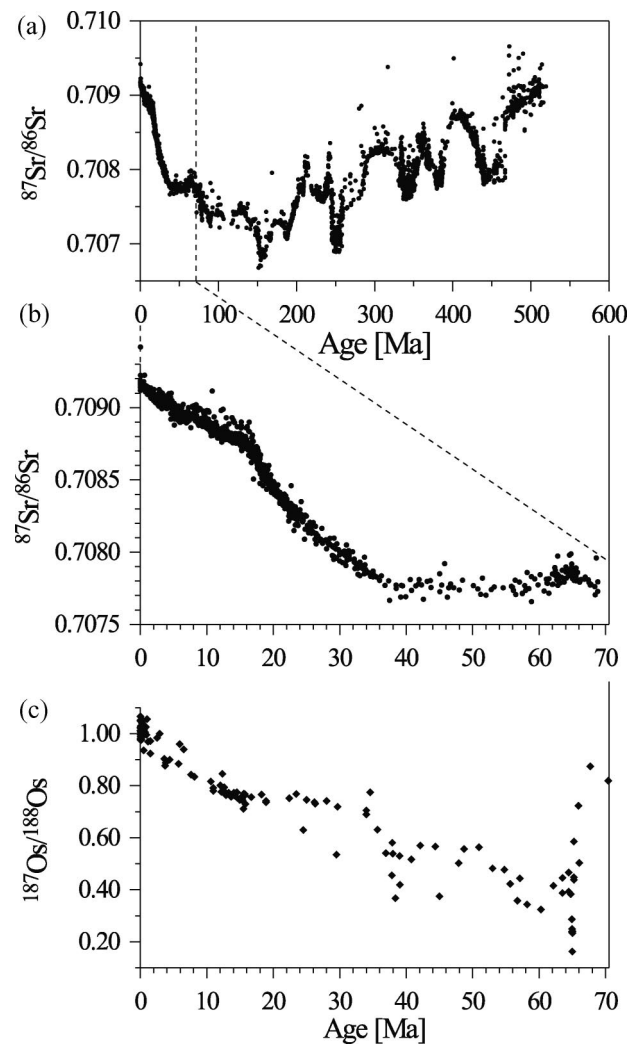 (a)
0.710
0.709
0.708
0.707
⁸⁷Sr/⁸⁶Sr
0 100 200 300 400 500 600
Age [Ma]
(b)
0.7090
0.7085
0.7080
0.7075
⁸⁷Sr/⁸⁶Sr
0 10 20 30 40 50 60 70
(c)
1.00
0.80
0.60
0.40
0.20
¹⁸⁷Os/¹⁸⁸Os
0 10 20 30 40 50 60 70
Age [Ma]